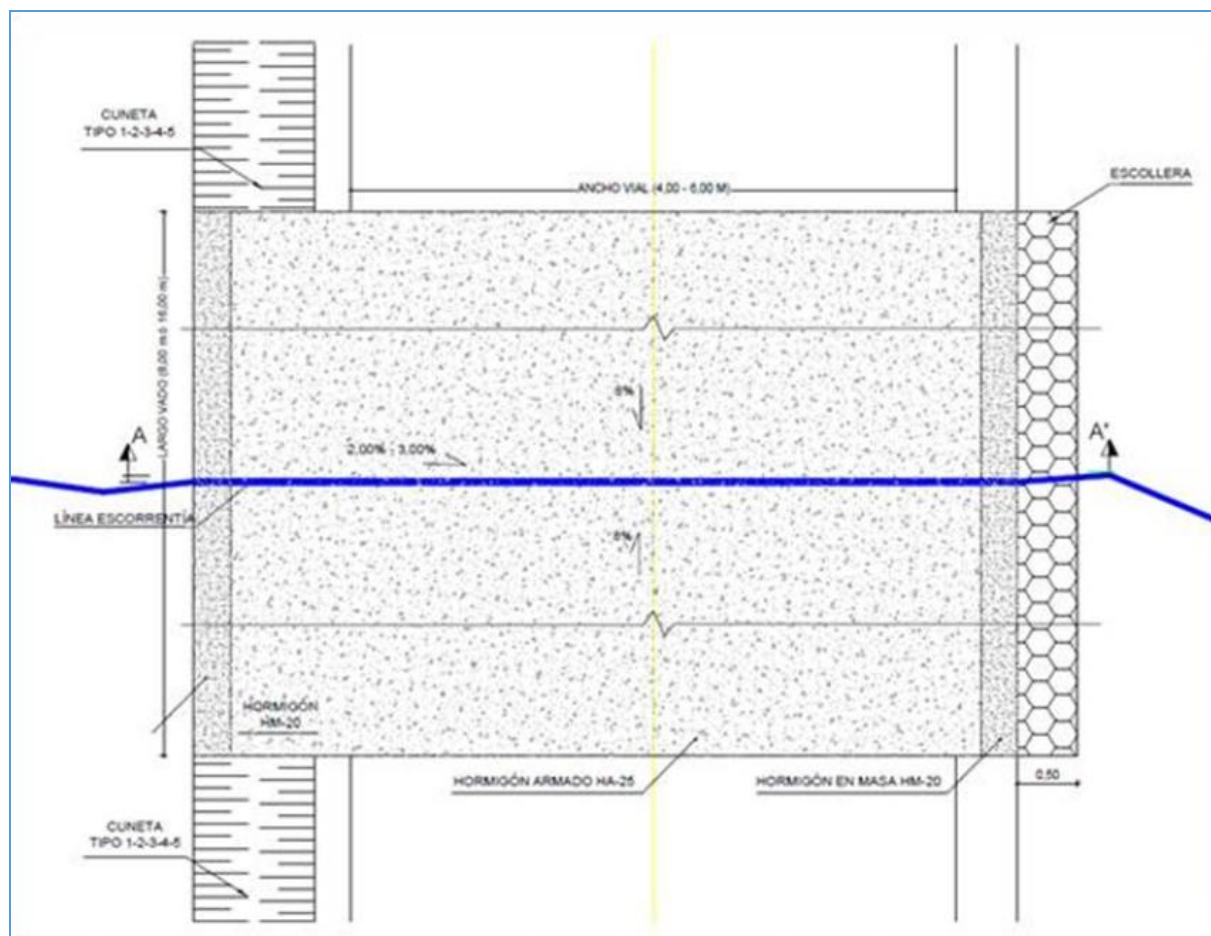 CUNETA
TIPO 1-2-3-4-5
ESCOLLERA
ANCHO VIAL (4,00 - 6,00 M)
LARGO VADO (8,00 m ó 16,00 m)
8%
A
A'
2,00% - 3,00%
LÍNEA ESCORRENTÍA
8%
HORMIGÓN
HM-20
HORMIGÓN ARMADO HA-25
HORMIGÓN EN MASA HM-20
0,50
CUNETA
TIPO 1-2-3-4-5